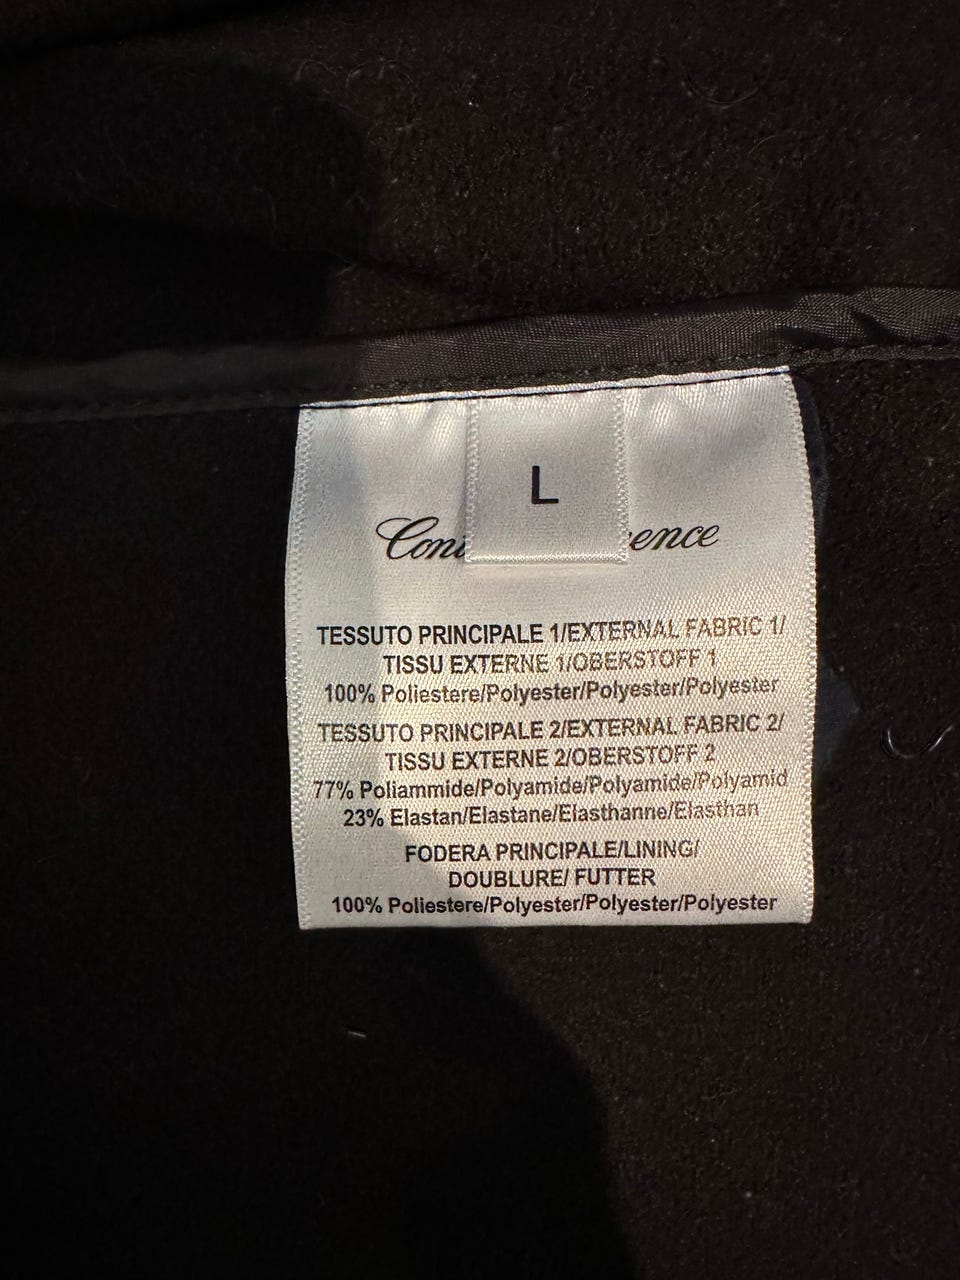 L
TESSUTO PRINCIPALE 1/EXTERNAL FABRIC 1/
TISSU EXTERNE 1/OBERSTOFF 1
100% Poliestere/Polyester/Polyester/Polyester
TESSUTO PRINCIPALE 2/EXTERNAL FABRIC 2/
TISSU EXTERNE 2/OBERSTOFF 2
77% Poliammide/Polyamide/Polyamide/Polyamid
23% Elastan/Elastane/Elasthanne/Elasthan
FODERA PRINCIPALE/LINING/
DOUBLURE/ FUTTER
100% Poliestere/Polyester/Polyester/Polyester